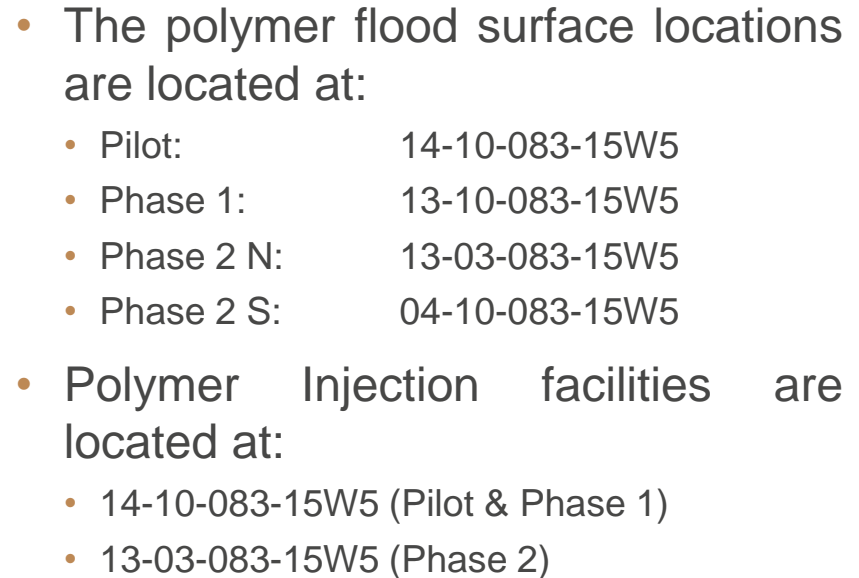 • The polymer flood surface locations
are located at:
• Pilot: 14-10-083-15W5
• Phase 1: 13-10-083-15W5
• Phase 2 N: 13-03-083-15W5
• Phase 2 S: 04-10-083-15W5
• Polymer Injection facilities are
located at:
• 14-10-083-15W5 (Pilot & Phase 1)
• 13-03-083-15W5 (Phase 2)